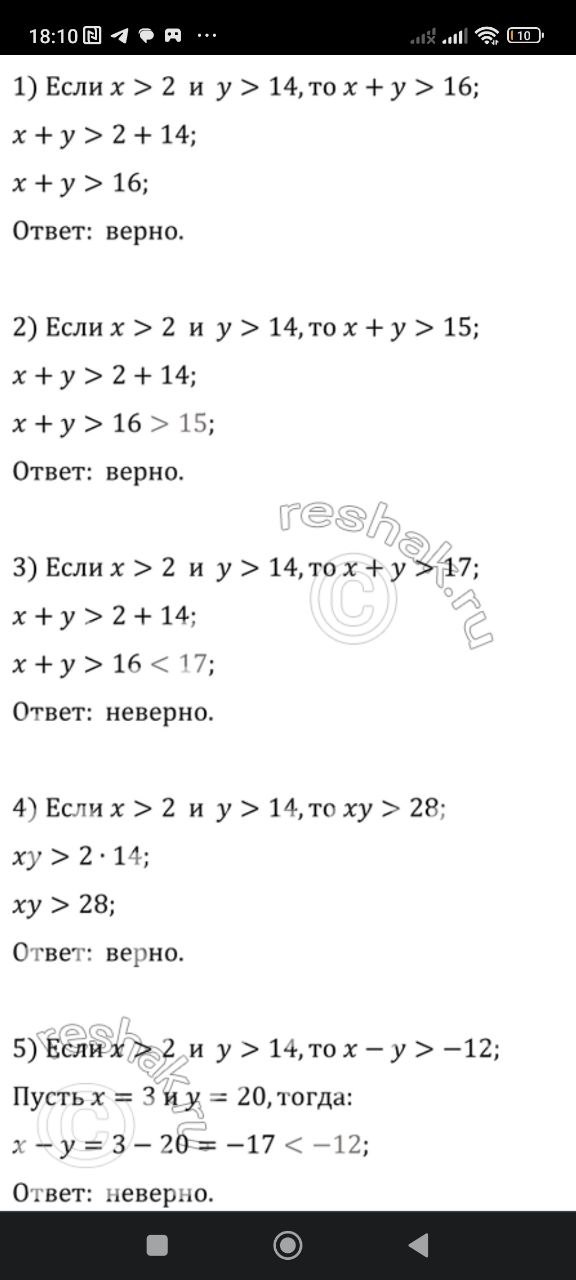 18:10 ... 10
1) Если x > 2 и y > 14, то x + y > 16;
x + y > 2 + 14;
x + y > 16;
Ответ: верно.
2) Если x > 2 и y > 14, то x + y > 15;
x + y > 2 + 14;
x + y > 16 > 15;
Ответ: верно.
reshak.ru
©
3) Если x > 2 и y > 14, то x + y > 17;
x + y > 2 + 14;
x + y > 16 < 17;
Ответ: неверно.
4) Если x > 2 и y > 14, то xy > 28;
xy > 2 · 14;
xy > 28;
Ответ: верно.
reshak.ru
©
5) Если x > 2 и y > 14, то x − y > −12;
Пусть x = 3 и y = 20, тогда:
x − y = 3 − 20 = −17 < −12;
Ответ: неверно.